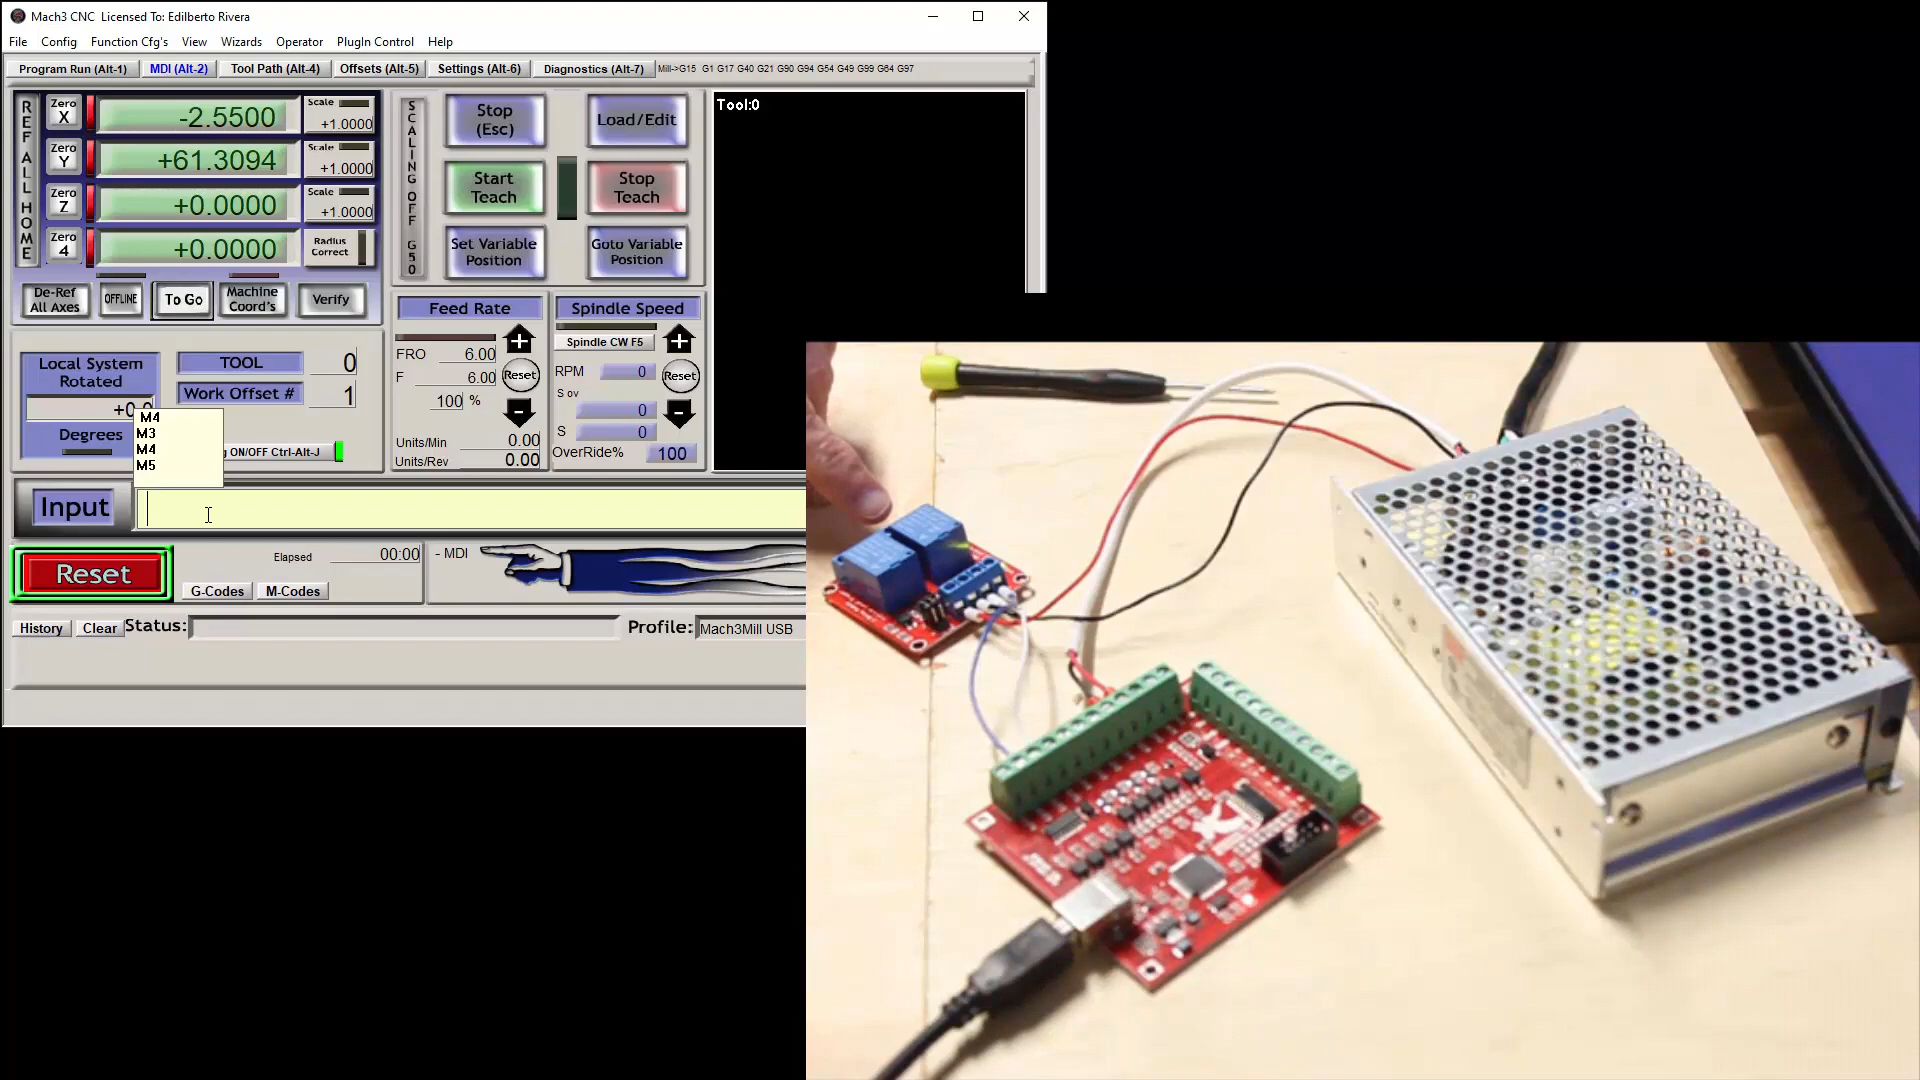 Mach3 CNC Licensed To: Edilberto Rivera
File Config Function Cfg's View Wizards Operator PlugIn Control Help
Program Run (Alt-1) MDI (Alt-2) Tool Path (Alt-4) Offsets (Alt-5) Settings (Alt-6) Diagnostics (Alt-7) Mill->G15 G1 G17 G40 G21 G90 G94 G54 G49 G99 G64 G97
REF ALL HOME
Zero X -2.5500 Scale +1.0000
Zero Y +61.3094 Scale +1.0000
Zero Z +0.0000 Scale +1.0000
Zero 4 +0.0000 Radius Correct
De-Ref All Axes OFFLINE To Go Machine Coord's Verify
SCALING OFF G50
Stop (Esc) Load/Edit
Start Teach Stop Teach
Set Variable Position Goto Variable Position
Tool:0
Local System Rotated
+0.0
Degrees
TOOL 0
Work Offset # 1
ON/OFF Ctrl-Alt-J
M4
M3
M4
M5
Feed Rate
FRO 6.00
F 6.00
100 %
Reset
Units/Min 0.00
Units/Rev 0.00
Spindle Speed
Spindle CW F5
RPM 0
Reset
S ov 0
S 0
OverRide% 100
Input
Reset
Elapsed 00:00
G-Codes M-Codes
- MDI
History Clear Status: Profile: Mach3Mill USB